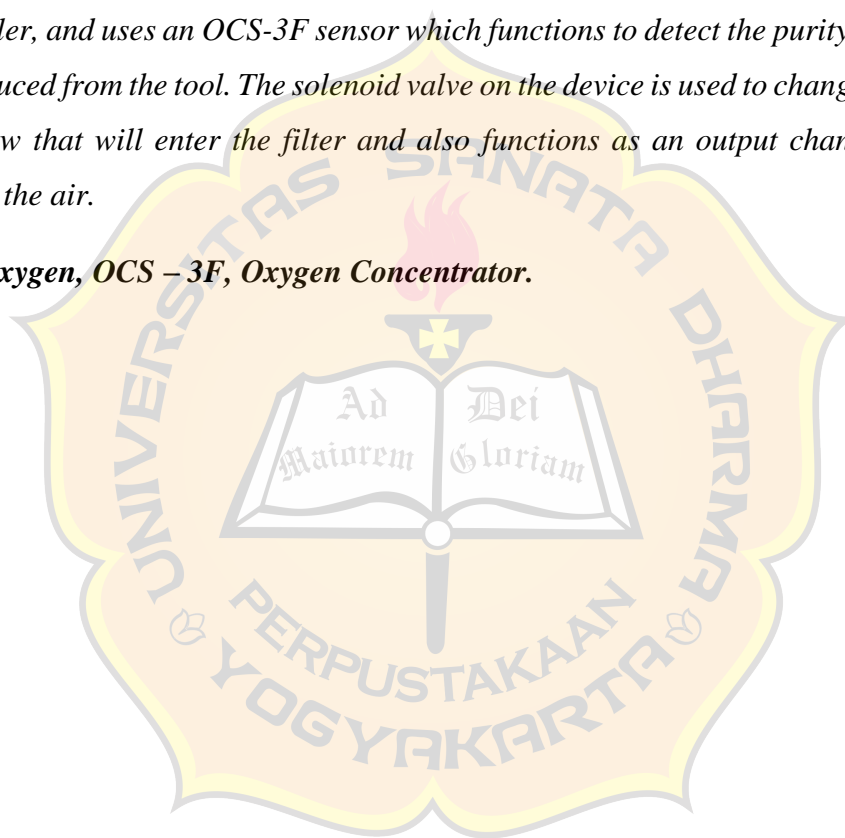 ler, and uses an OCS-3F sensor which functions to detect the purity
uced from the tool. The solenoid valve on the device is used to chang
w that will enter the filter and also functions as an output chan
the air.
xygen, OCS – 3F, Oxygen Concentrator.
UNIVERSITAS SANATA DHARMA
Ad Dei
Maiorem Gloriam
PERPUSTAKAAN
YOGYAKARTA